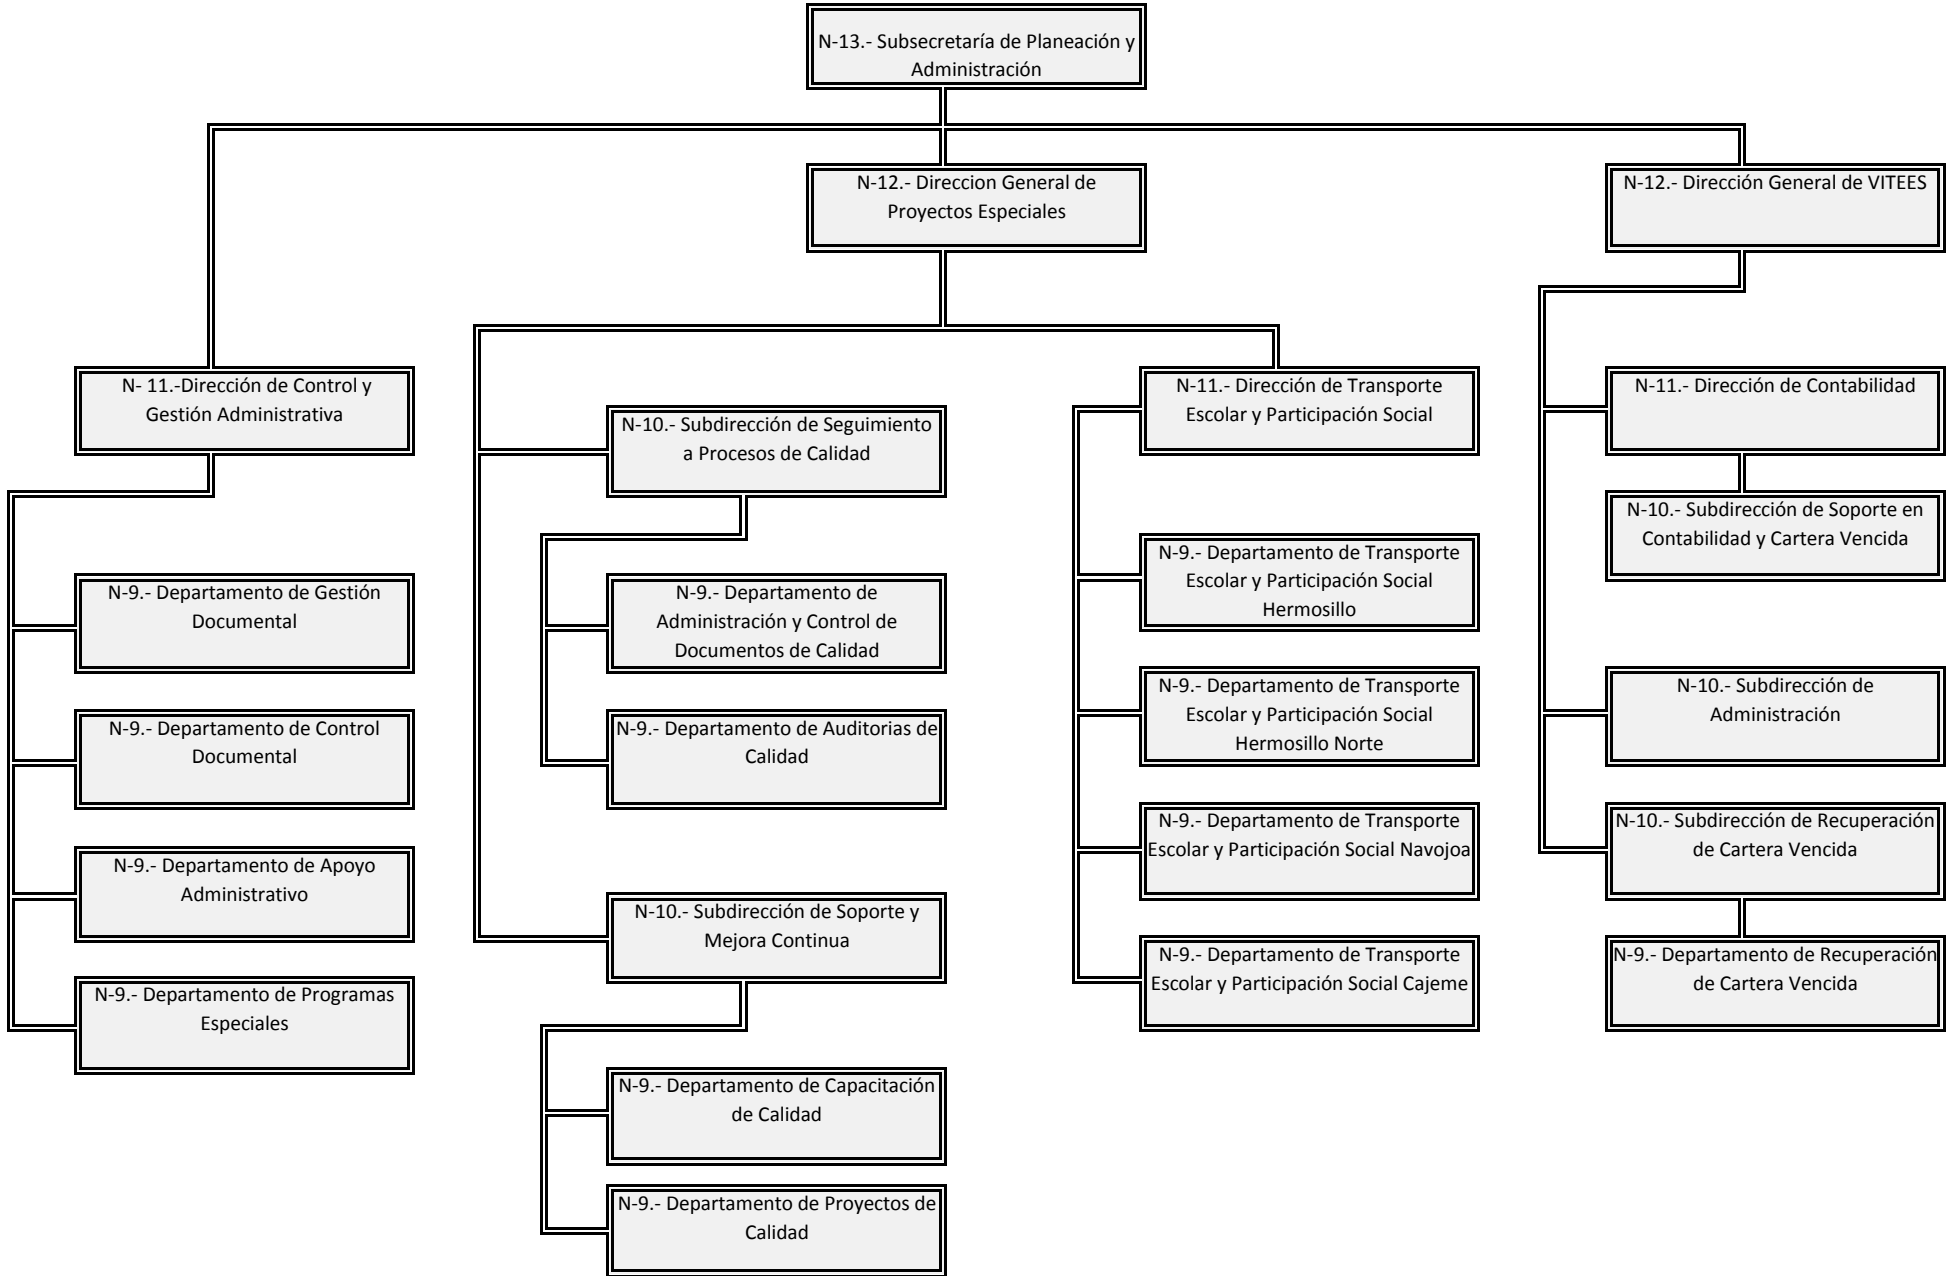 N-13.- Subsecretaría de Planeación y
Administración
N-12.- Direccion General de
Proyectos Especiales
N-12.- Dirección General de VITEES
N- 11.-Dirección de Control y
Gestión Administrativa
N-9.- Departamento de Gestión
Documental
N-9.- Departamento de Control
Documental
N-9.- Departamento de Apoyo
Administrativo
N-9.- Departamento de Programas
Especiales
N-10.- Subdirección de Seguimiento
a Procesos de Calidad
N-9.- Departamento de
Administración y Control de
Documentos de Calidad
N-9.- Departamento de Auditorias de
Calidad
N-10.- Subdirección de Soporte y
Mejora Continua
N-9.- Departamento de Capacitación
de Calidad
N-9.- Departamento de Proyectos de
Calidad
N-11.- Dirección de Transporte
Escolar y Participación Social
N-9.- Departamento de Transporte
Escolar y Participación Social
Hermosillo
N-9.- Departamento de Transporte
Escolar y Participación Social
Hermosillo Norte
N-9.- Departamento de Transporte
Escolar y Participación Social Navojoa
N-9.- Departamento de Transporte
Escolar y Participación Social Cajeme
N-11.- Dirección de Contabilidad
N-10.- Subdirección de Soporte en
Contabilidad y Cartera Vencida
N-10.- Subdirección de
Administración
N-10.- Subdirección de Recuperación
de Cartera Vencida
N-9.- Departamento de Recuperación
de Cartera Vencida